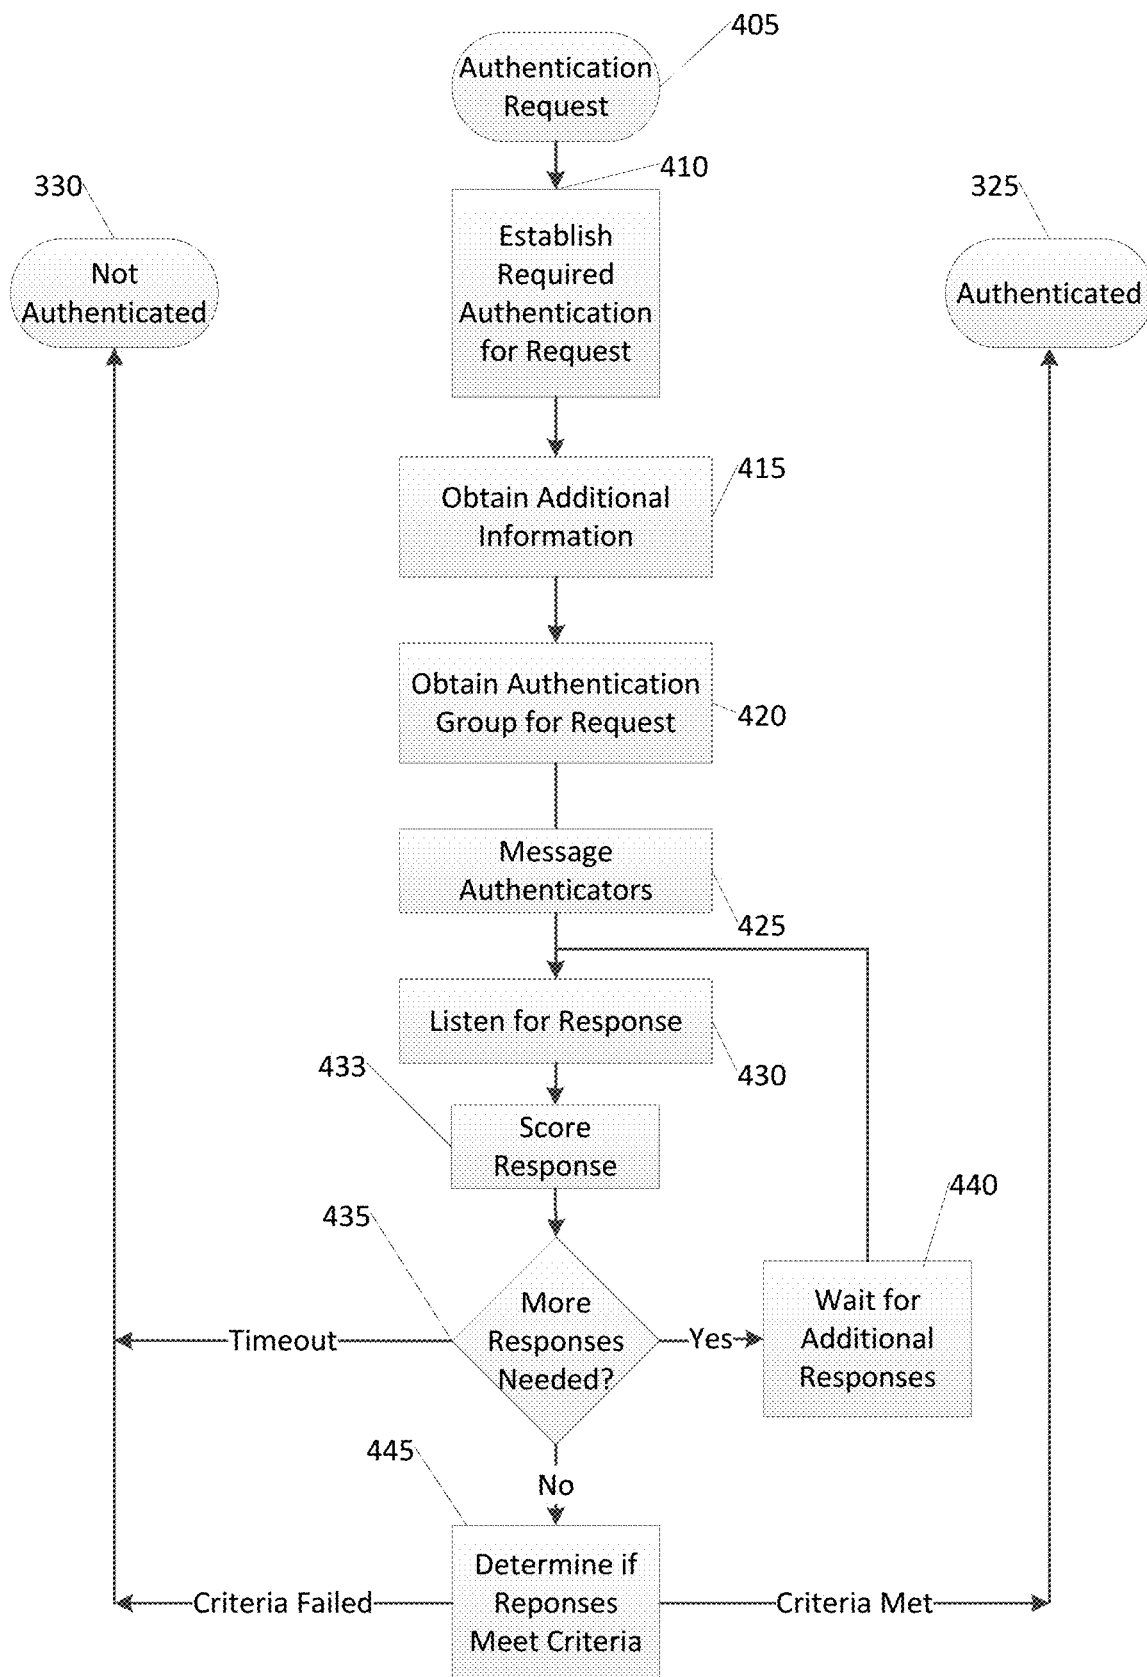 405
Authentication
Request
410
330
325
Establish
Required
Authentication
for Request
Not
Authenticated
Authenticated
415
Obtain Additional
Information
Obtain Authentication
Group for Request
420
Message
Authenticators
425
Listen for Response
430
433
Score
Response
440
435
More
Responses
Needed?
Timeout
Yes
Wait for
Additional
Responses
445
No
Determine if
Reponses
Meet Criteria
Criteria Failed
Criteria Met